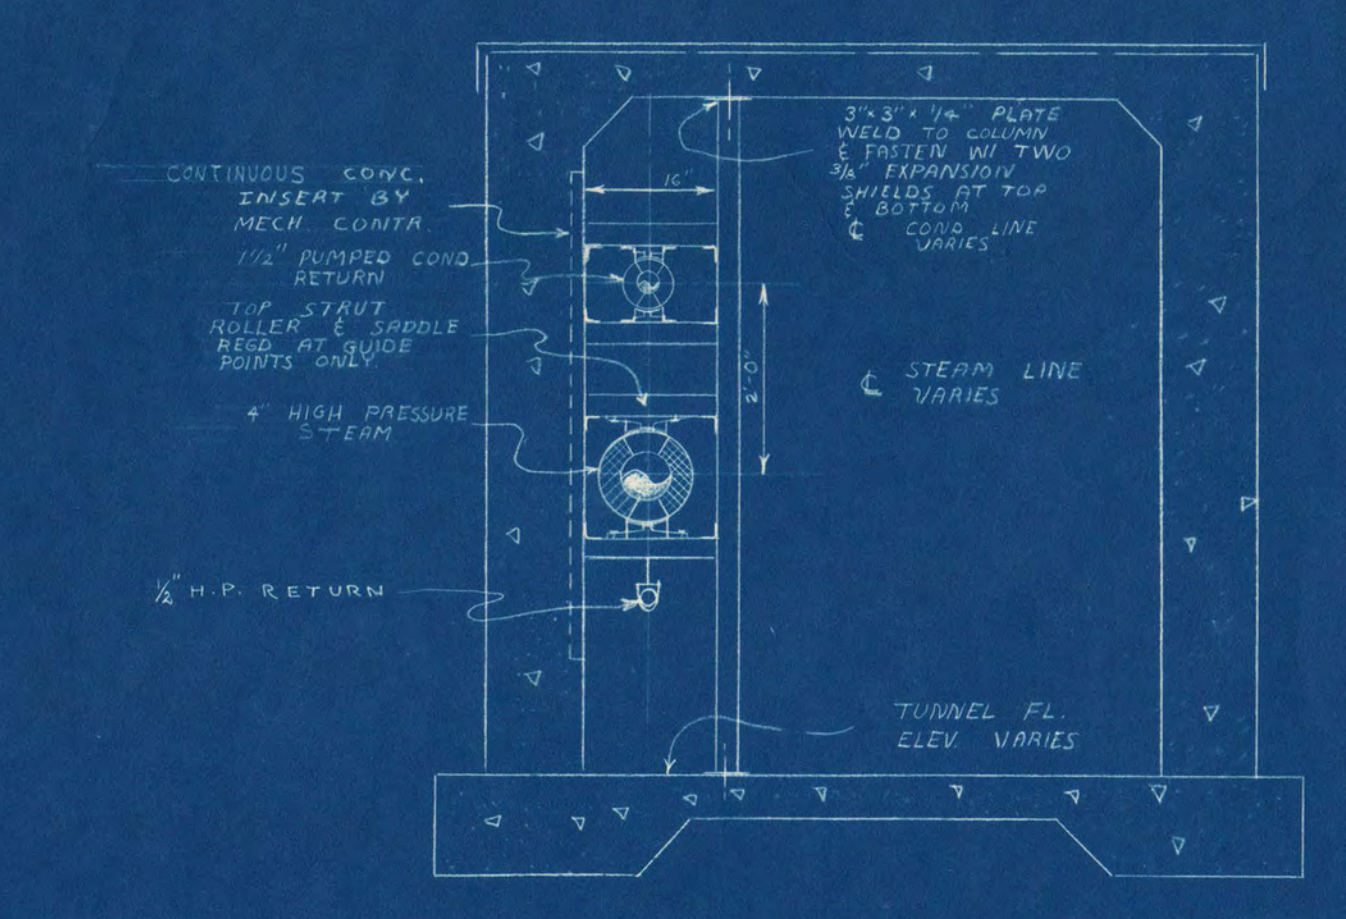 CONTINUOUS CONC.
INSERT BY
MECH CONTR.
1 1/2" PUMPED COND
RETURN
TOP STRUT
ROLLER & SADDLE
REQD AT GUIDE
POINTS ONLY.
4" HIGH PRESSURE
STEAM
1/2" H.P. RETURN
16"
2'-0"
3" x 3" x 1/4" PLATE
WELD TO COLUMN
& FASTEN W/ TWO
3/8" EXPANSION
SHIELDS AT TOP
& BOTTOM
℄ COND LINE
VARIES
℄ STEAM LINE
VARIES
TUNNEL FL.
ELEV. VARIES